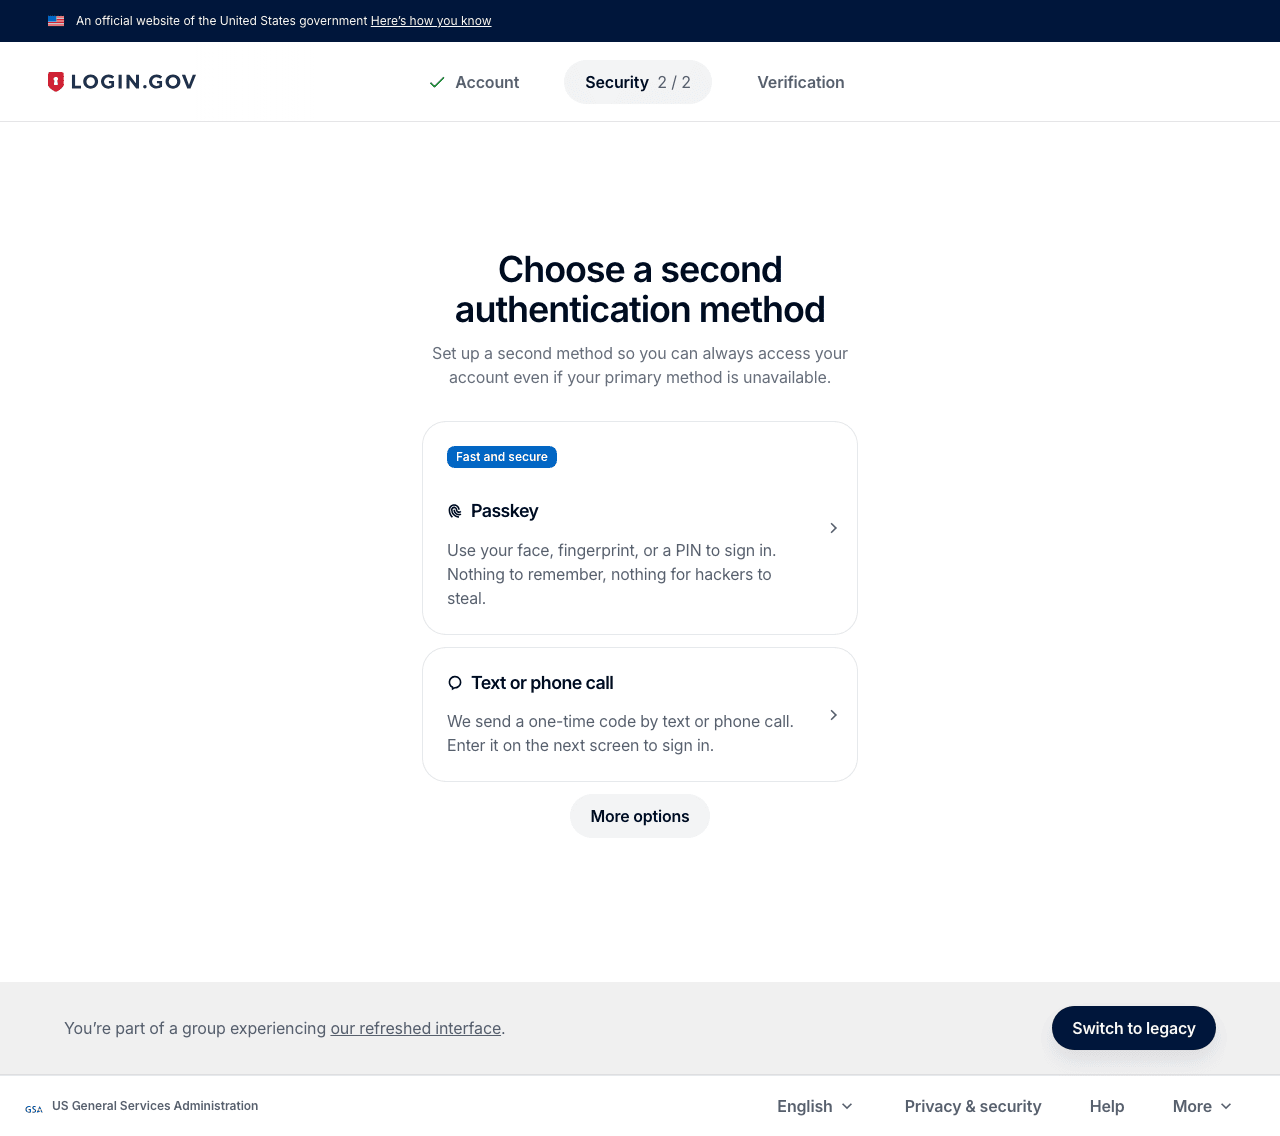 An official website of the United States government Here’s how you know
LOGIN.GOV
Account
Security 2 / 2
Verification
Choose a second
authentication method
Set up a second method so you can always access your
account even if your primary method is unavailable.
Fast and secure
Passkey
Use your face, fingerprint, or a PIN to sign in.
Nothing to remember, nothing for hackers to
steal.
Text or phone call
We send a one-time code by text or phone call.
Enter it on the next screen to sign in.
More options
You’re part of a group experiencing our refreshed interface.
Switch to legacy
GSA US General Services Administration
English
Privacy & security
Help
More